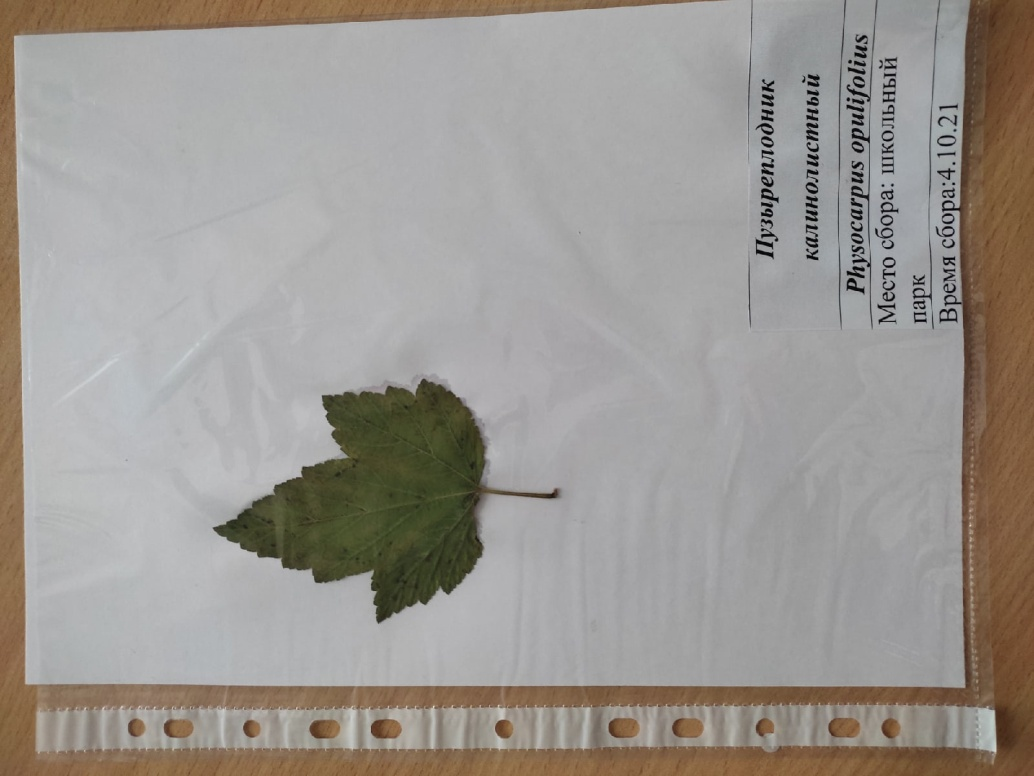 Пузыреплодник
калинолистный
Physocarpus opulifolius
Место сбора: школьный
парк
Время сбора:4.10.21